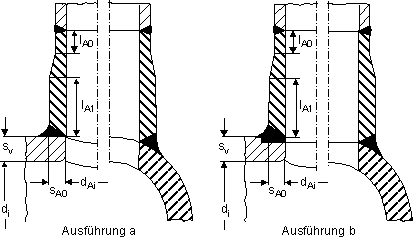 lA0
lA0
lA1
lA1
sv
sv
sA0
dAi
sA0
dAi
di
di
Ausführung a
Ausführung b